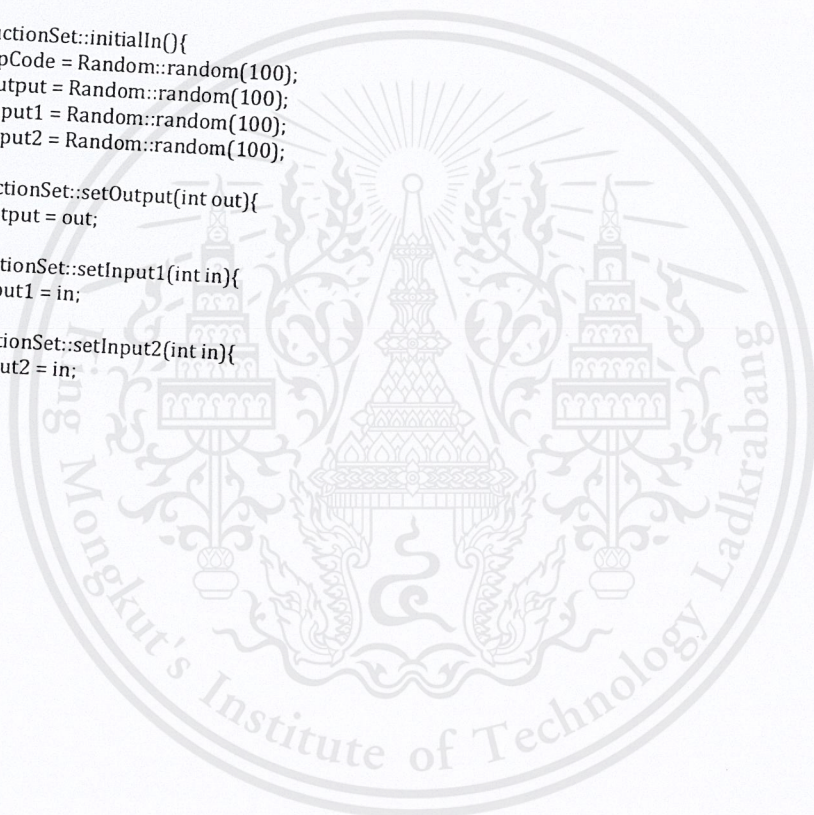 ctionSet::initialIn(){
pCode = Random::random(100);
utput = Random::random(100);
put1 = Random::random(100);
put2 = Random::random(100);
ctionSet::setOutput(int out){
tput = out;
tionSet::setInput1(int in){
out1 = in;
tionSet::setInput2(int in){
ut2 = in;
ng Mongkut's Institute of Technology Ladkrabang